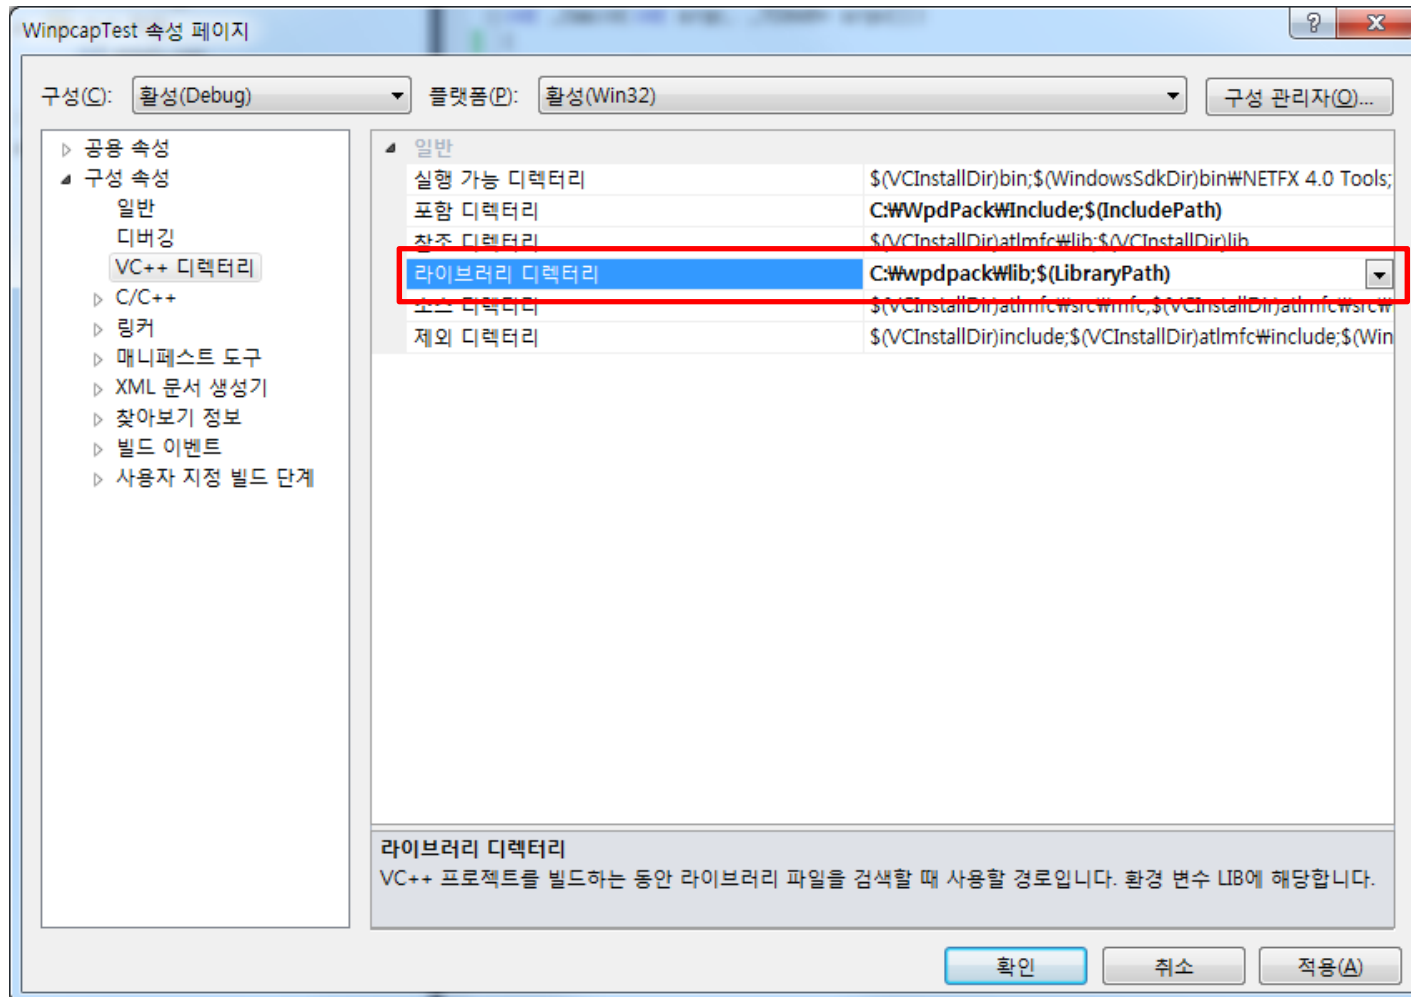 WinpcapTest 속성 페이지
구성(C): 활성(Debug) 플랫폼(P): 활성(Win32) 구성 관리자(O)...
공용 속성
구성 속성
일반
디버깅
VC++ 디렉터리
C/C++
링커
매니페스트 도구
XML 문서 생성기
찾아보기 정보
빌드 이벤트
사용자 지정 빌드 단계
일반
실행 가능 디렉터리 $(VCInstallDir)bin;$(WindowsSdkDir)bin₩NETFX 4.0 Tools;
포함 디렉터리 C:₩WpdPack₩Include;$(IncludePath)
참조 디렉터리 $(VCInstallDir)atlmfc₩lib;$(VCInstallDir)lib
라이브러리 디렉터리 C:₩wpdpack₩lib;$(LibraryPath)
소스 디렉터리 $(VCInstallDir)atlmfc₩src₩mfc;$(VCInstallDir)atlmfc₩src₩
제외 디렉터리 $(VCInstallDir)include;$(VCInstallDir)atlmfc₩include;$(Win
라이브러리 디렉터리
VC++ 프로젝트를 빌드하는 동안 라이브러리 파일을 검색할 때 사용할 경로입니다. 환경 변수 LIB에 해당합니다.
확인 취소 적용(A)